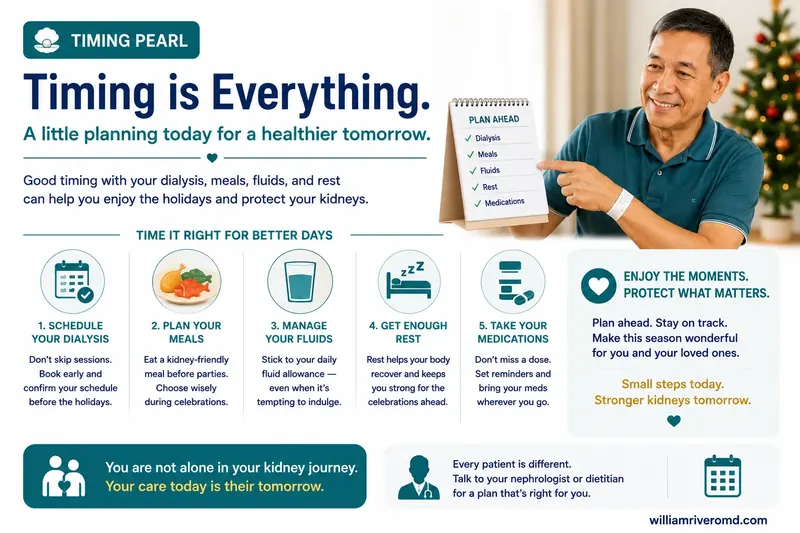 TIMING PEARL
Timing is Everything.
A little planning today for a healthier tomorrow.
Good timing with your dialysis, meals, fluids, and rest
can help you enjoy the holidays and protect your kidneys.
PLAN AHEAD
✓ Dialysis
✓ Meals
✓ Fluids
✓ Rest
✓ Medications
TIME IT RIGHT FOR BETTER DAYS
1. SCHEDULE
YOUR DIALYSIS
Don't skip sessions.
Book early and
confirm your schedule
before the holidays.
2. PLAN YOUR
MEALS
Eat a kidney-friendly
meal before parties.
Choose wisely
during celebrations.
3. MANAGE
YOUR FLUIDS
Stick to your daily
fluid allowance —
even when it's
tempting to indulge.
zzZ
4. GET ENOUGH
REST
Rest helps your body
recover and keeps
you strong for the
celebrations ahead.
5. TAKE YOUR
MEDICATIONS
Don't miss a dose.
Set reminders and
bring your meds
wherever you go.
ENJOY THE MOMENTS.
PROTECT WHAT MATTERS.
Plan ahead. Stay on track.
Make this season wonderful
for you and your loved ones.
Small steps today.
Stronger kidneys tomorrow.
You are not alone in your kidney journey.
Your care today is their tomorrow.
Every patient is different.
Talk to your nephrologist or dietitian
for a plan that's right for you.
williamriveromd.com